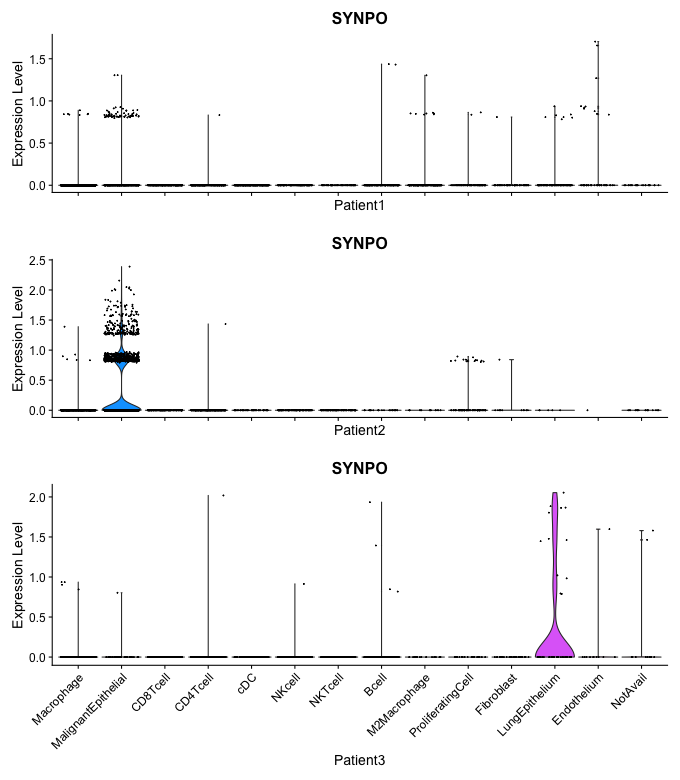 SYNPO
Expression Level
1.5
1.0
0.5
0.0
Patient1
SYNPO
Expression Level
2.5
2.0
1.5
1.0
0.5
0.0
Patient2
SYNPO
Expression Level
2.0
1.5
1.0
0.5
0.0
Macrophage
MalignantEpithelial
CD8Tcell
CD4Tcell
cDC
NKcell
NKTcell
Bcell
M2Macrophage
ProliferatingCell
Fibroblast
LungEpithelium
Endothelium
NotAvail
Patient3